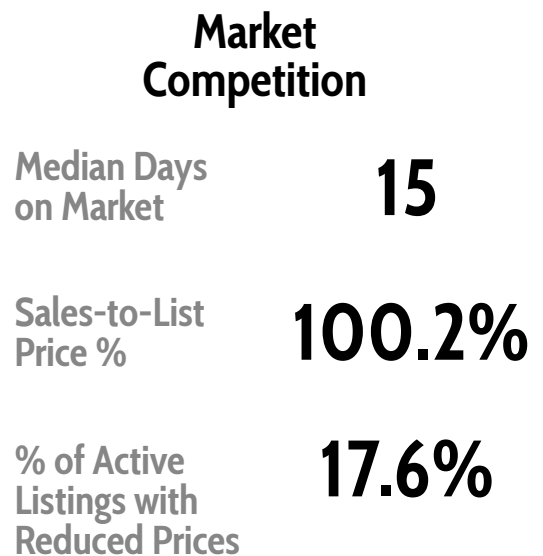 Market
Competition
Median Days
on Market
15
Sales-to-List
Price %
100.2%
% of Active
Listings with
Reduced Prices
17.6%